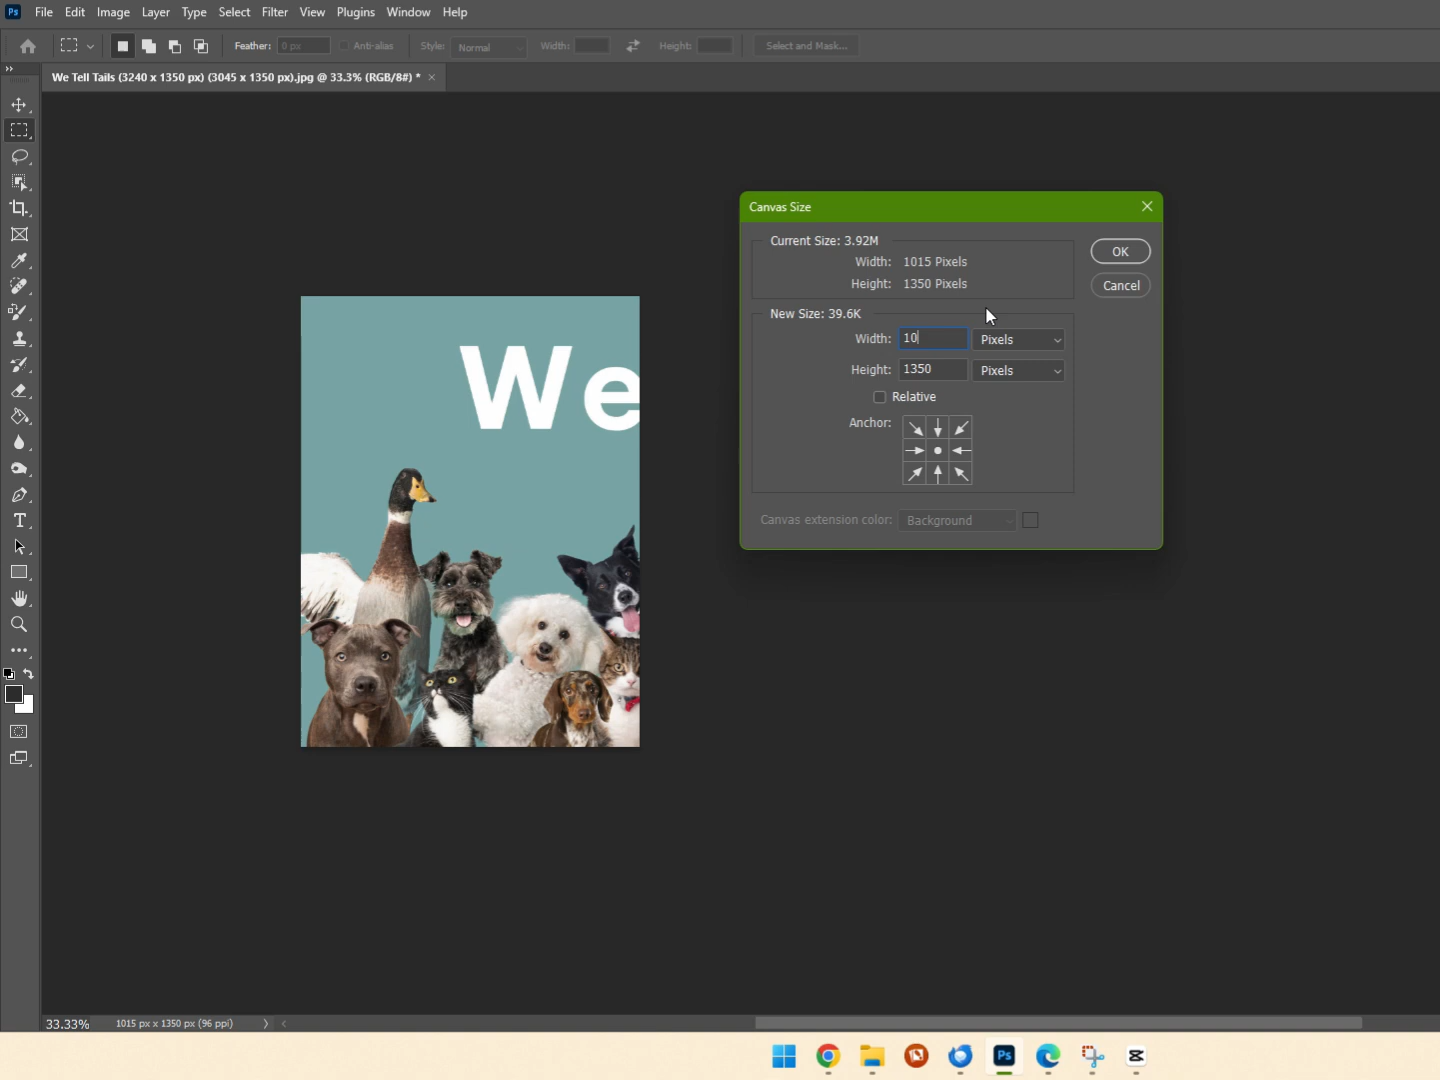 Ps File Edit Image Layer Type Select Filter View Plugins Window Help
Feather: 0 px Anti-alias Style: Normal Width: Height: Select and Mask...
We Tell Tails (3240 x 1350 px) (3045 x 1350 px).jpg @ 33.3% (RGB/8#) * ×
We
Canvas Size
Current Size: 3.92M
Width: 1015 Pixels
Height: 1350 Pixels
OK
Cancel
New Size: 39.6K
Width: 10 Pixels
Height: 1350 Pixels
Relative
Anchor:
Canvas extension color: Background
T
33.33% 1015 px x 1350 px (96 ppi)
Ps